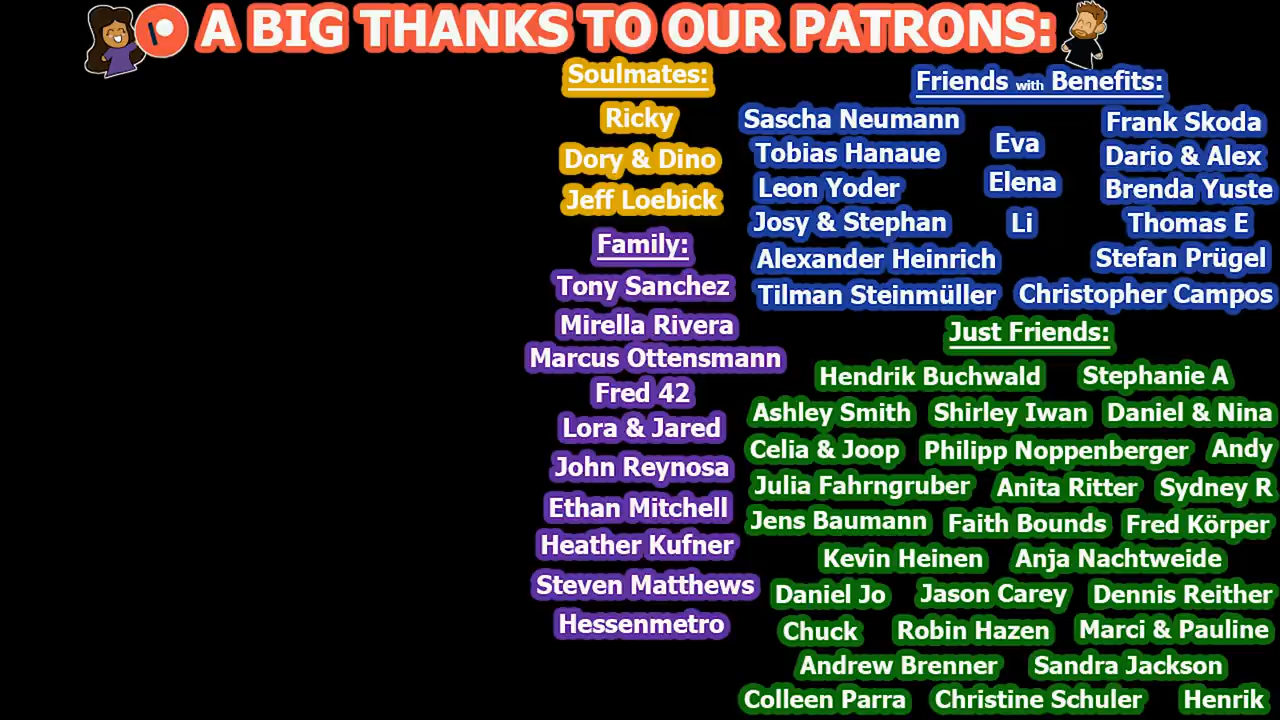 A BIG THANKS TO OUR PATRONS:
Soulmates:
Ricky
Dory & Dino
Jeff Loebick
Family:
Tony Sanchez
Mirella Rivera
Marcus Ottensmann
Fred 42
Lora & Jared
John Reynosa
Ethan Mitchell
Heather Kufner
Steven Matthews
Hessenmetro
Friends with Benefits:
Sascha Neumann
Tobias Hanaue
Leon Yoder
Josy & Stephan
Alexander Heinrich
Tilman Steinmüller
Eva
Elena
Li
Frank Skoda
Dario & Alex
Brenda Yuste
Thomas E
Stefan Prügel
Christopher Campos
Just Friends:
Hendrik Buchwald Stephanie A
Ashley Smith Shirley Iwan Daniel & Nina
Celia & Joop Philipp Noppenberger Andy
Julia Fahrngruber Anita Ritter Sydney R
Jens Baumann Faith Bounds Fred Körper
Kevin Heinen Anja Nachtweide
Daniel Jo Jason Carey Dennis Reither
Chuck Robin Hazen Marci & Pauline
Andrew Brenner Sandra Jackson
Colleen Parra Christine Schuler Henrik